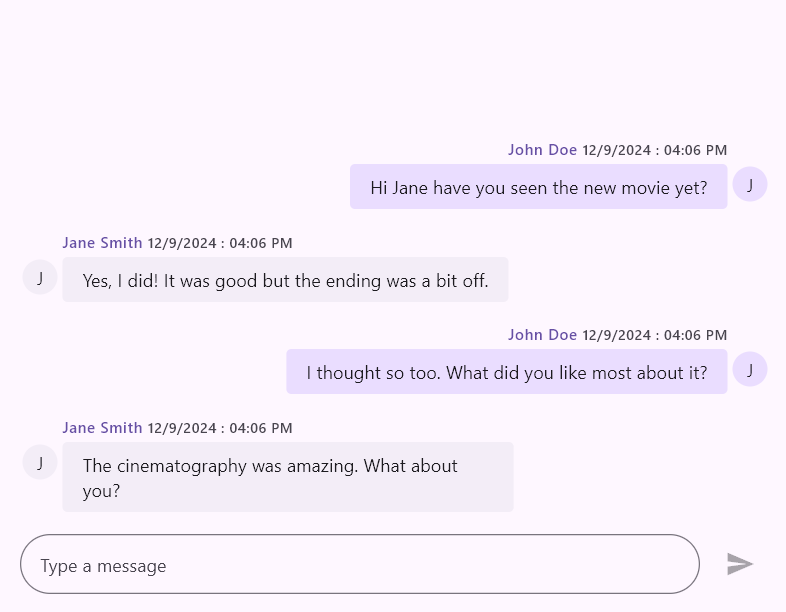 John Doe 12/9/2024 : 04:06 PM
Hi Jane have you seen the new movie yet?
J
Jane Smith 12/9/2024 : 04:06 PM
J
Yes, I did! It was good but the ending was a bit off.
John Doe 12/9/2024 : 04:06 PM
I thought so too. What did you like most about it?
J
Jane Smith 12/9/2024 : 04:06 PM
J
The cinematography was amazing. What about
you?
Type a message